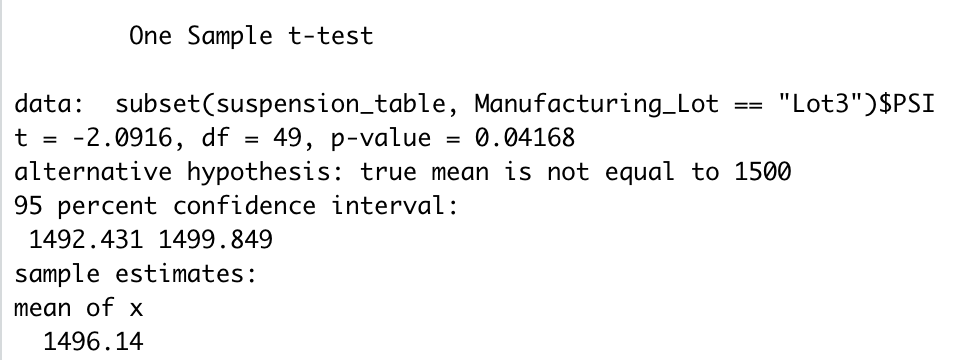 One Sample t-test
data:  subset(suspension_table, Manufacturing_Lot == "Lot3")$PSI
t = -2.0916, df = 49, p-value = 0.04168
alternative hypothesis: true mean is not equal to 1500
95 percent confidence interval:
1492.431 1499.849
sample estimates:
mean of x
1496.14